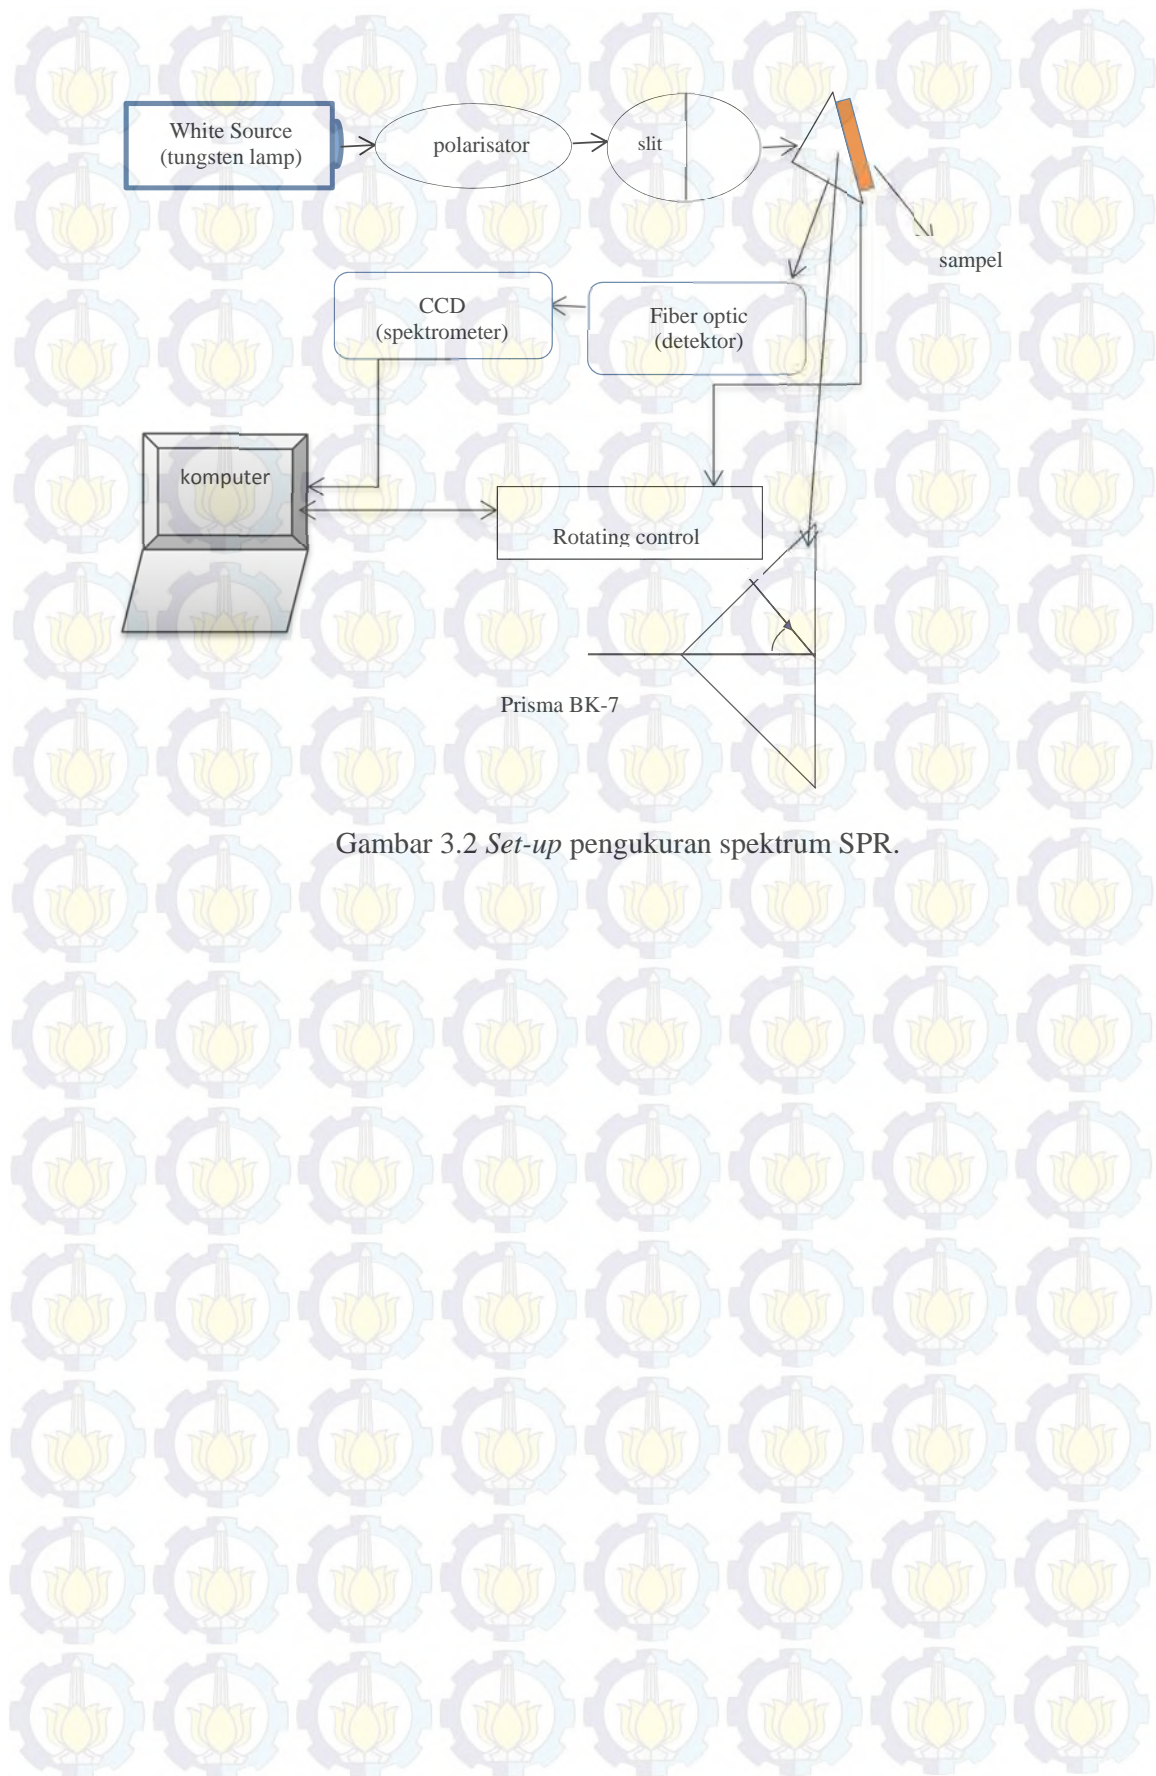 White Source
(tungsten lamp)
polarisator
slit
sampel
CCD
(spektrometer)
Fiber optic
(detektor)
komputer
Rotating control
Prisma BK-7
Gambar 3.2 Set-up pengukuran spektrum SPR.